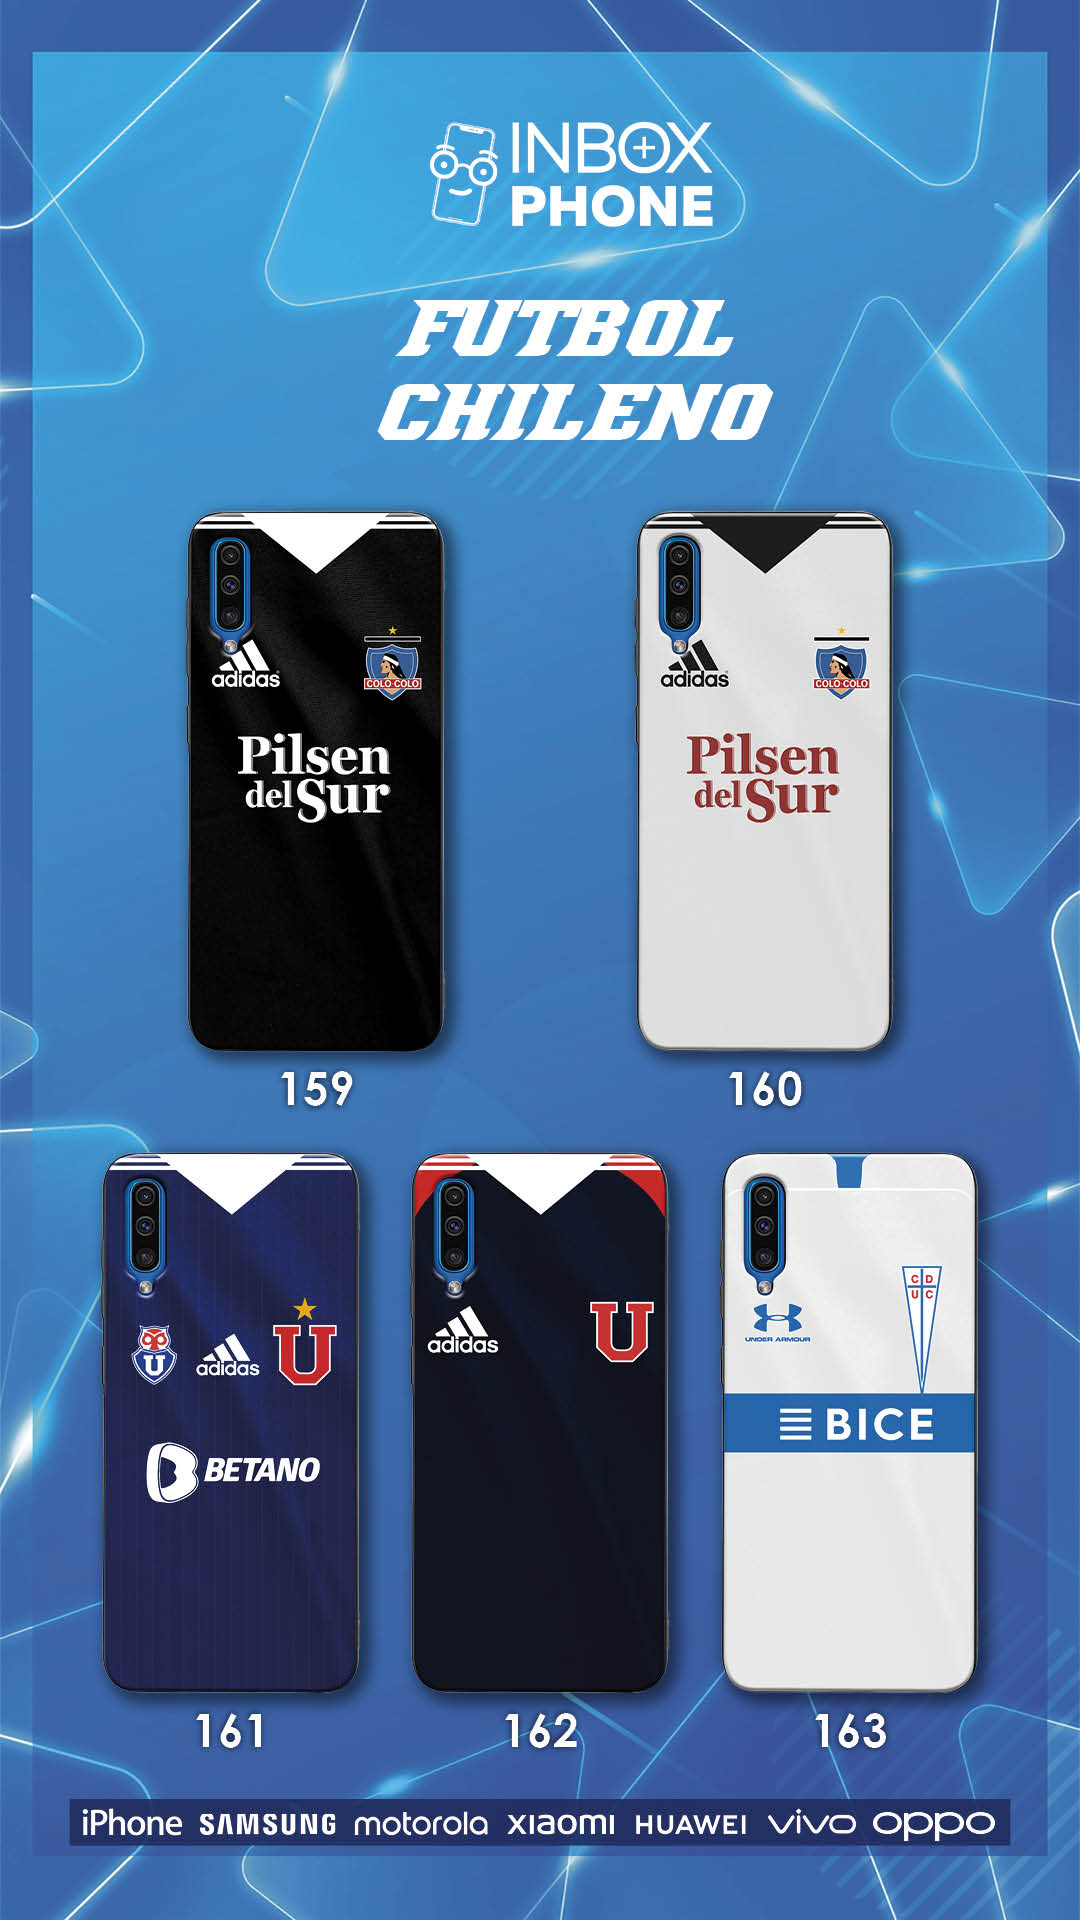 INBOX
PHONE
FUTBOL
CHILENO
adidas
COLO-COLO
Pilsen
del Sur
159
adidas
COLO-COLO
Pilsen
del Sur
160
U
adidas
U
BETANO
161
adidas
U
162
UNDER ARMOUR
C D
U C
BICE
163
iPhone SAMSUNG motorola XIAOMI HUAWEI vivo oppo